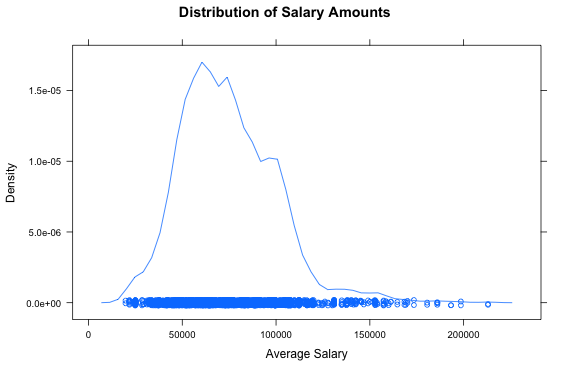 Distribution of Salary Amounts
Density
1.5e-05
1.0e-05
5.0e-06
0.0e+00
0 50000 100000 150000 200000
Average Salary